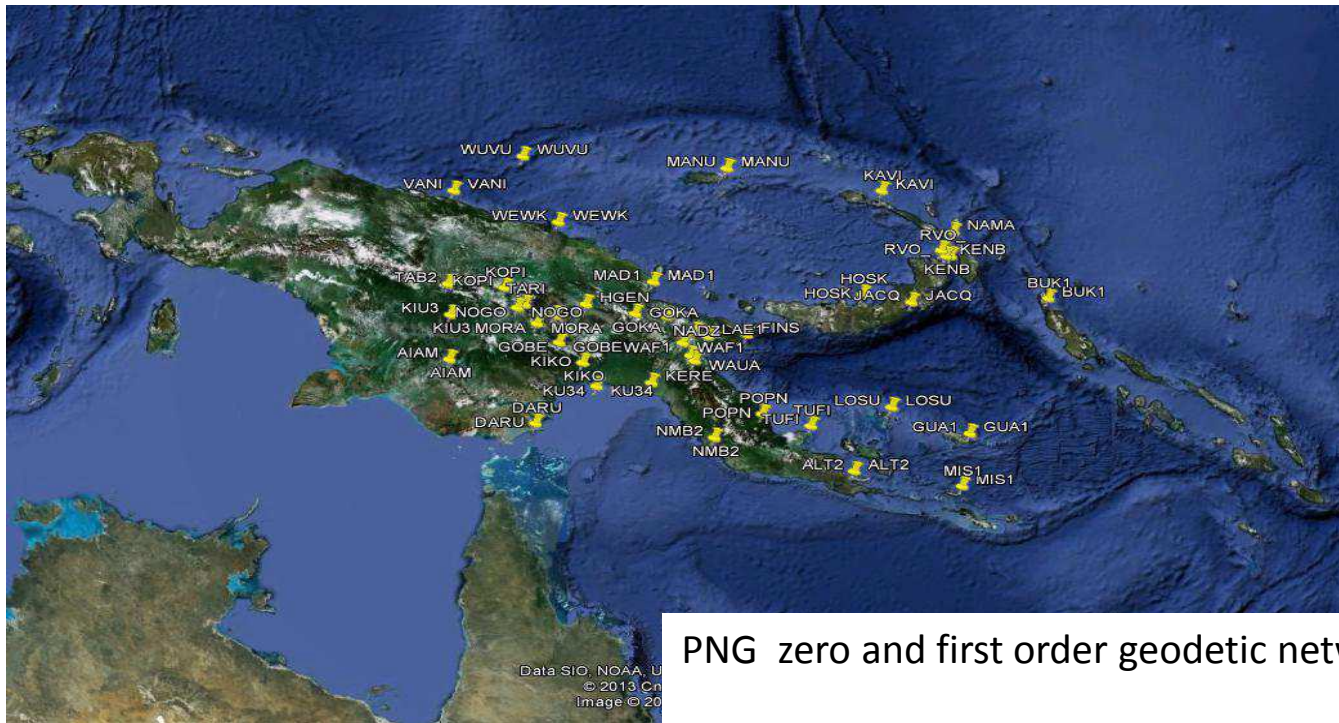 WUVU WUVU
MANU MANU
VANI VANI
KAVI
KAVI
WEWK WEWK
NAMA
RVO_
RVO_ KENB
KENB
TAB2
KOPI
KOPI
MAD1 MAD1
TARI
HOSK
HOSK
BUK1
BUK1
JACQ JACQ
HGEN
KIU3
NOGO NOGO
GOKA
GOKA
KIU3
MORA MORA
NADZ LAE1 FINS
GOBE GOBE
WAF1 WAF1
AIAM
AIAM
KIKO
KIKO
WAUA
KERE
KU34 KU34
DARU
DARU
POPN
POPN
TUFI
TUFI
LOSU LOSU
GUA1 GUA1
NMB2
NMB2
ALT2 ALT2
MIS1
MIS1
Data SIO, NOAA, U
© 2013 Cn
Image © 20
PNG zero and first order geodetic